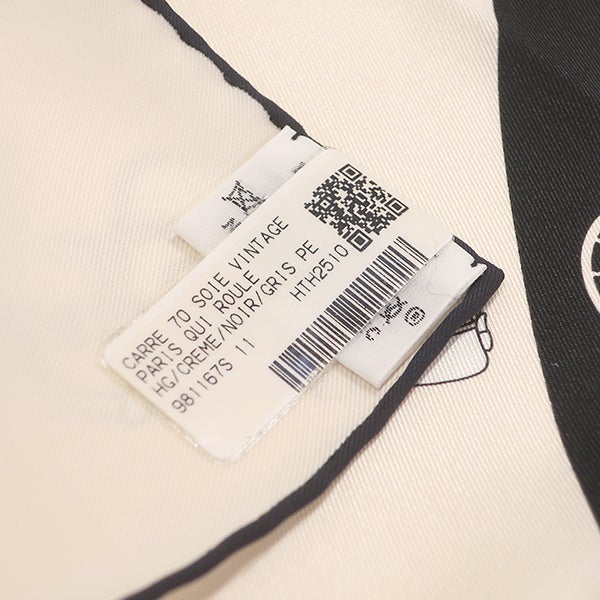 CARRE 70 SOIE VINTAGE
PARIS QUI ROULE
HG/CREME/NOIR/GRIS PE
981167S 11
HTH2510